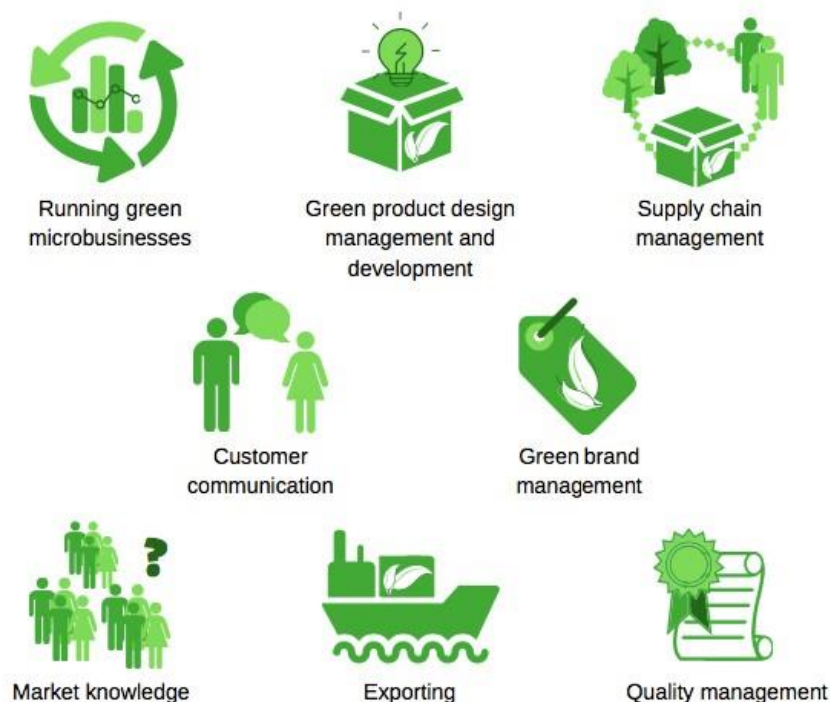 Running green
microbusinesses
Green product design
management and
development
Supply chain
management
Customer
communication
Green brand
management
?
Market knowledge
Exporting
Quality management